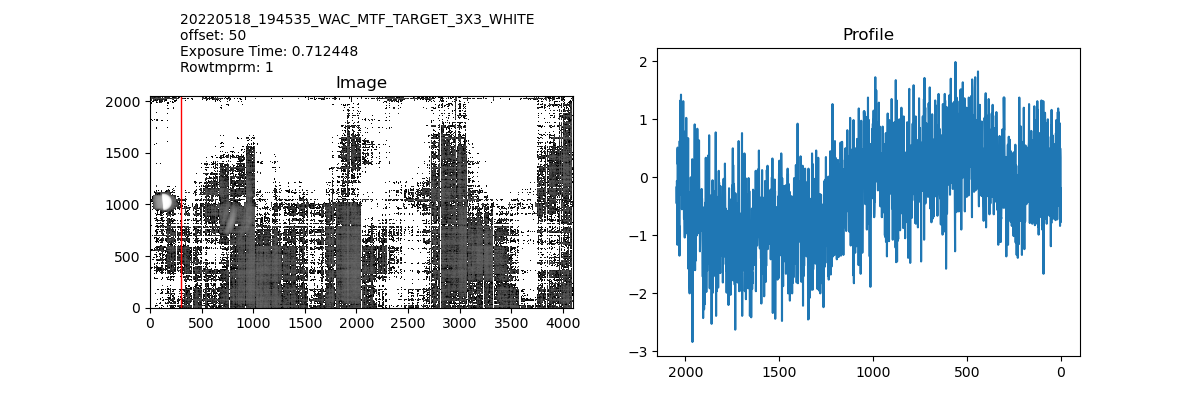 20220518_194535_WAC_MTF_TARGET_3X3_WHITE
offset: 50
Exposure Time: 0.712448
Rowtmprm: 1
Image
2000
1500
1000
500
0
0 500 1000 1500 2000 2500 3000 3500 4000
Profile
2
1
0
−1
−2
−3
2000 1500 1000 500 0